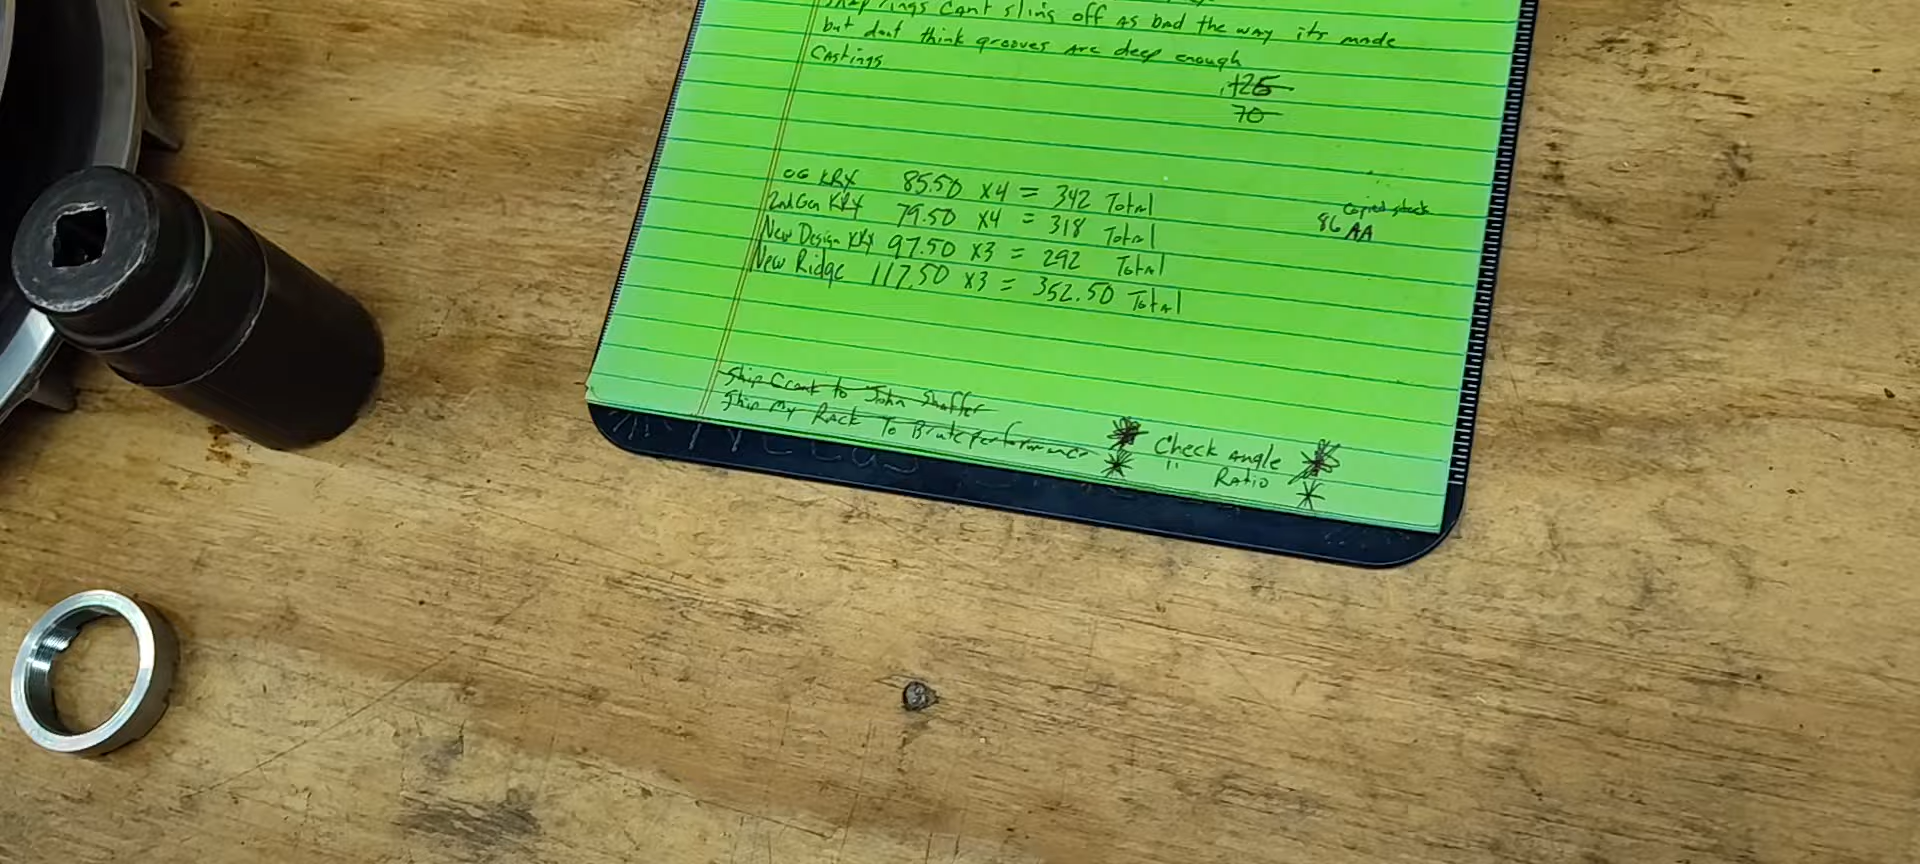 Snap rings cant sling off as bad the way its made
but dont think grooves are deep enough
Castings
.125
70
OG KRX 85.50 x4 = 342 Total
2nd Gen KRX 79.50 x4 = 318 Total
New Design KRX 97.50 x3 = 292 Total
New Ridge 117.50 x3 = 352.50 Total
copied stock
86 AA
Ship Crank to John Shaffer
Ship My Rack To Bruteperformance
Check Angle
" Ratio